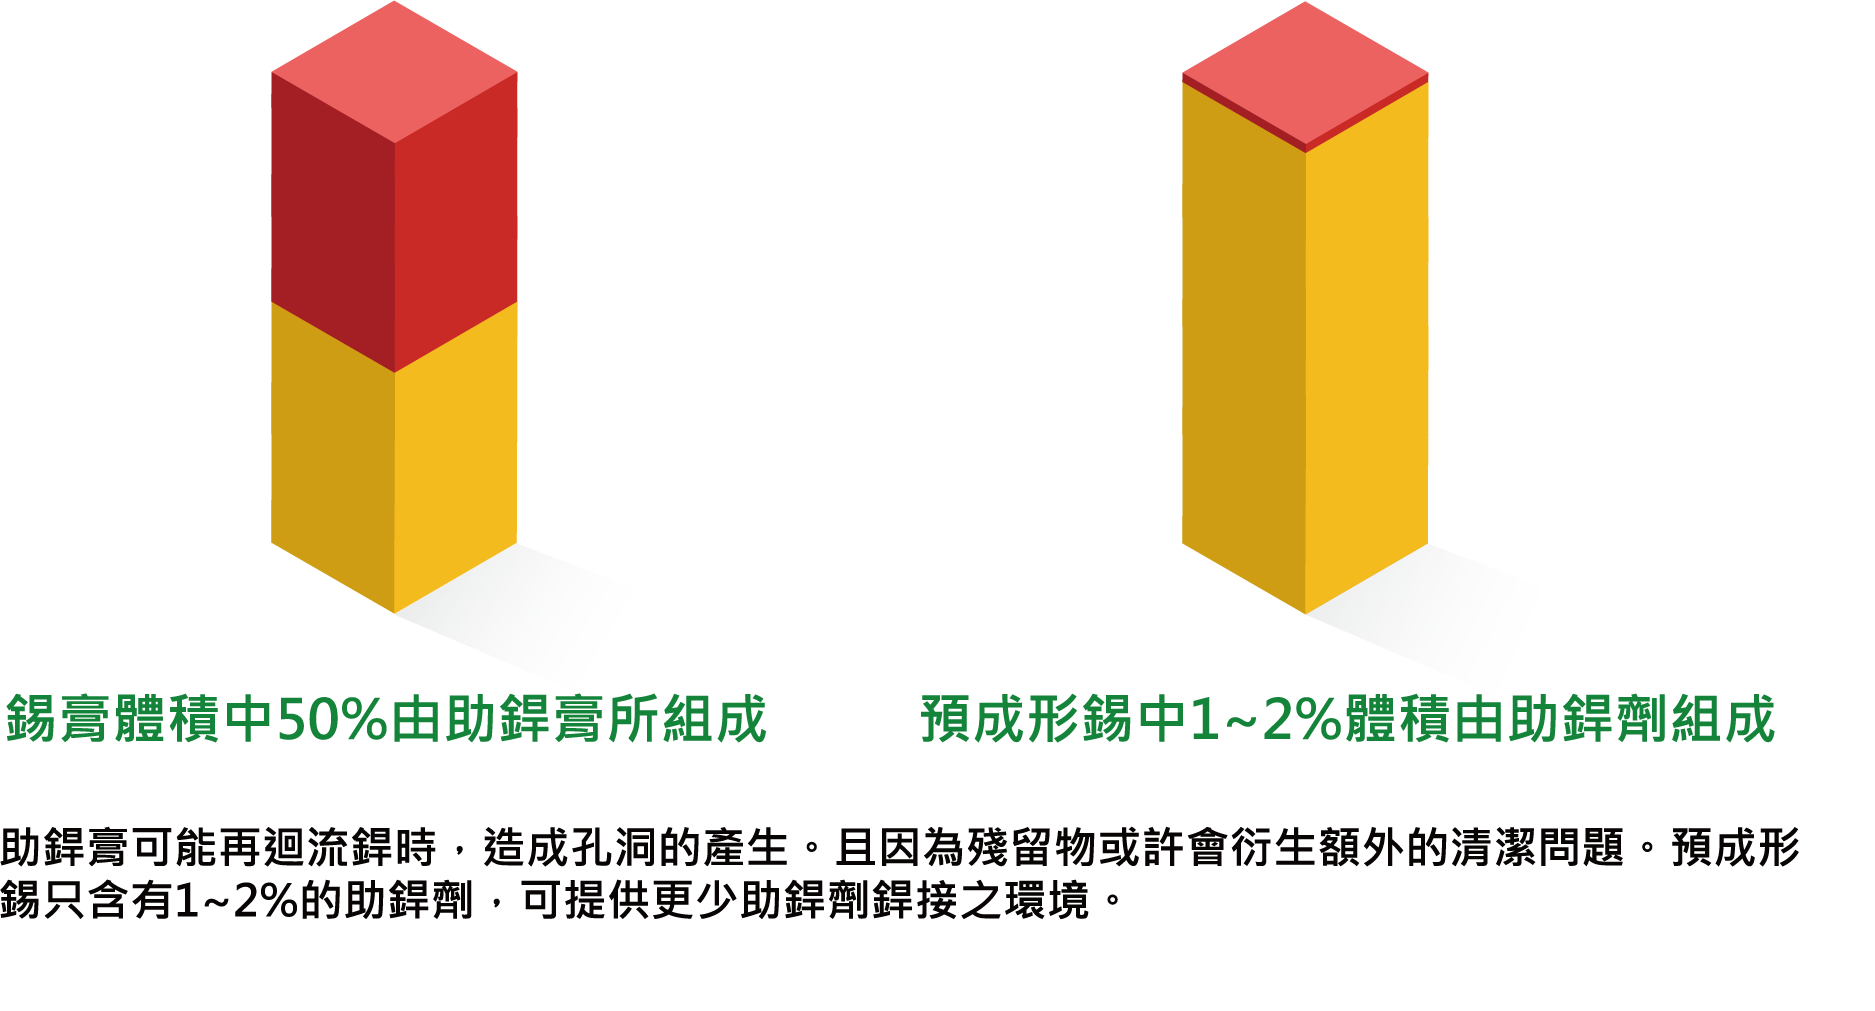 錫膏體積中50%由助銲膏所組成
預成形錫中1~2%體積由助銲劑組成
助銲膏可能再迴流銲時，造成孔洞的產生。且因為殘留物或許會衍生額外的清潔問題。預成形
錫只含有1~2%的助銲劑，可提供更少助銲劑銲接之環境。